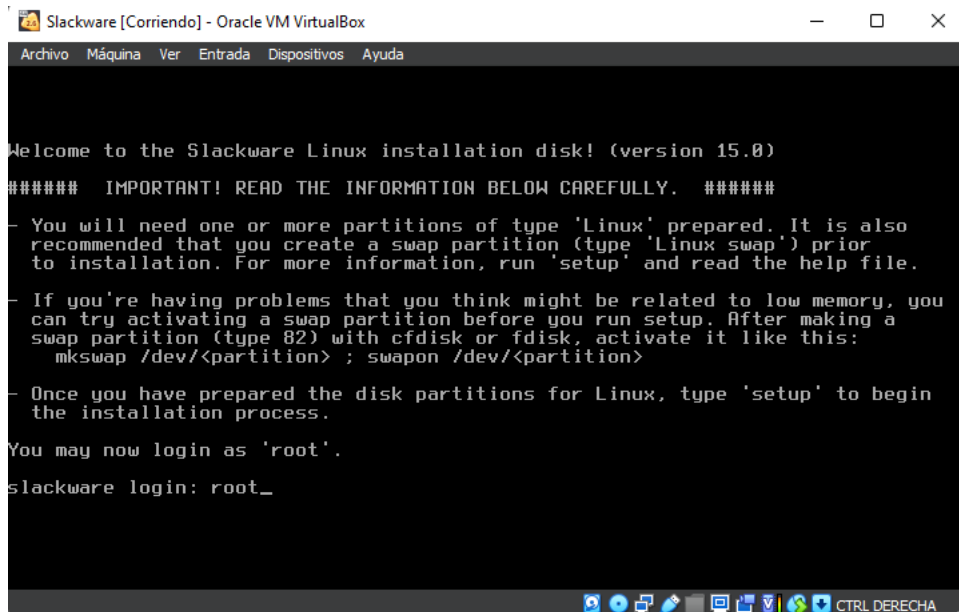 Slackware [Corriendo] - Oracle VM VirtualBox
Archivo Máquina Ver Entrada Dispositivos Ayuda
Welcome to the Slackware Linux installation disk! (version 15.0)
###### IMPORTANT! READ THE INFORMATION BELOW CAREFULLY. ######
- You will need one or more partitions of type 'Linux' prepared. It is also
recommended that you create a swap partition (type 'Linux swap') prior
to installation. For more information, run 'setup' and read the help file.
- If you're having problems that you think might be related to low memory, you
can try activating a swap partition before you run setup. After making a
swap partition (type 82) with cfdisk or fdisk, activate it like this:
mkswap /dev/<partition> ; swapon /dev/<partition>
- Once you have prepared the disk partitions for Linux, type 'setup' to begin
the installation process.
You may now login as 'root'.
slackware login: root_
CTRL DERECHA